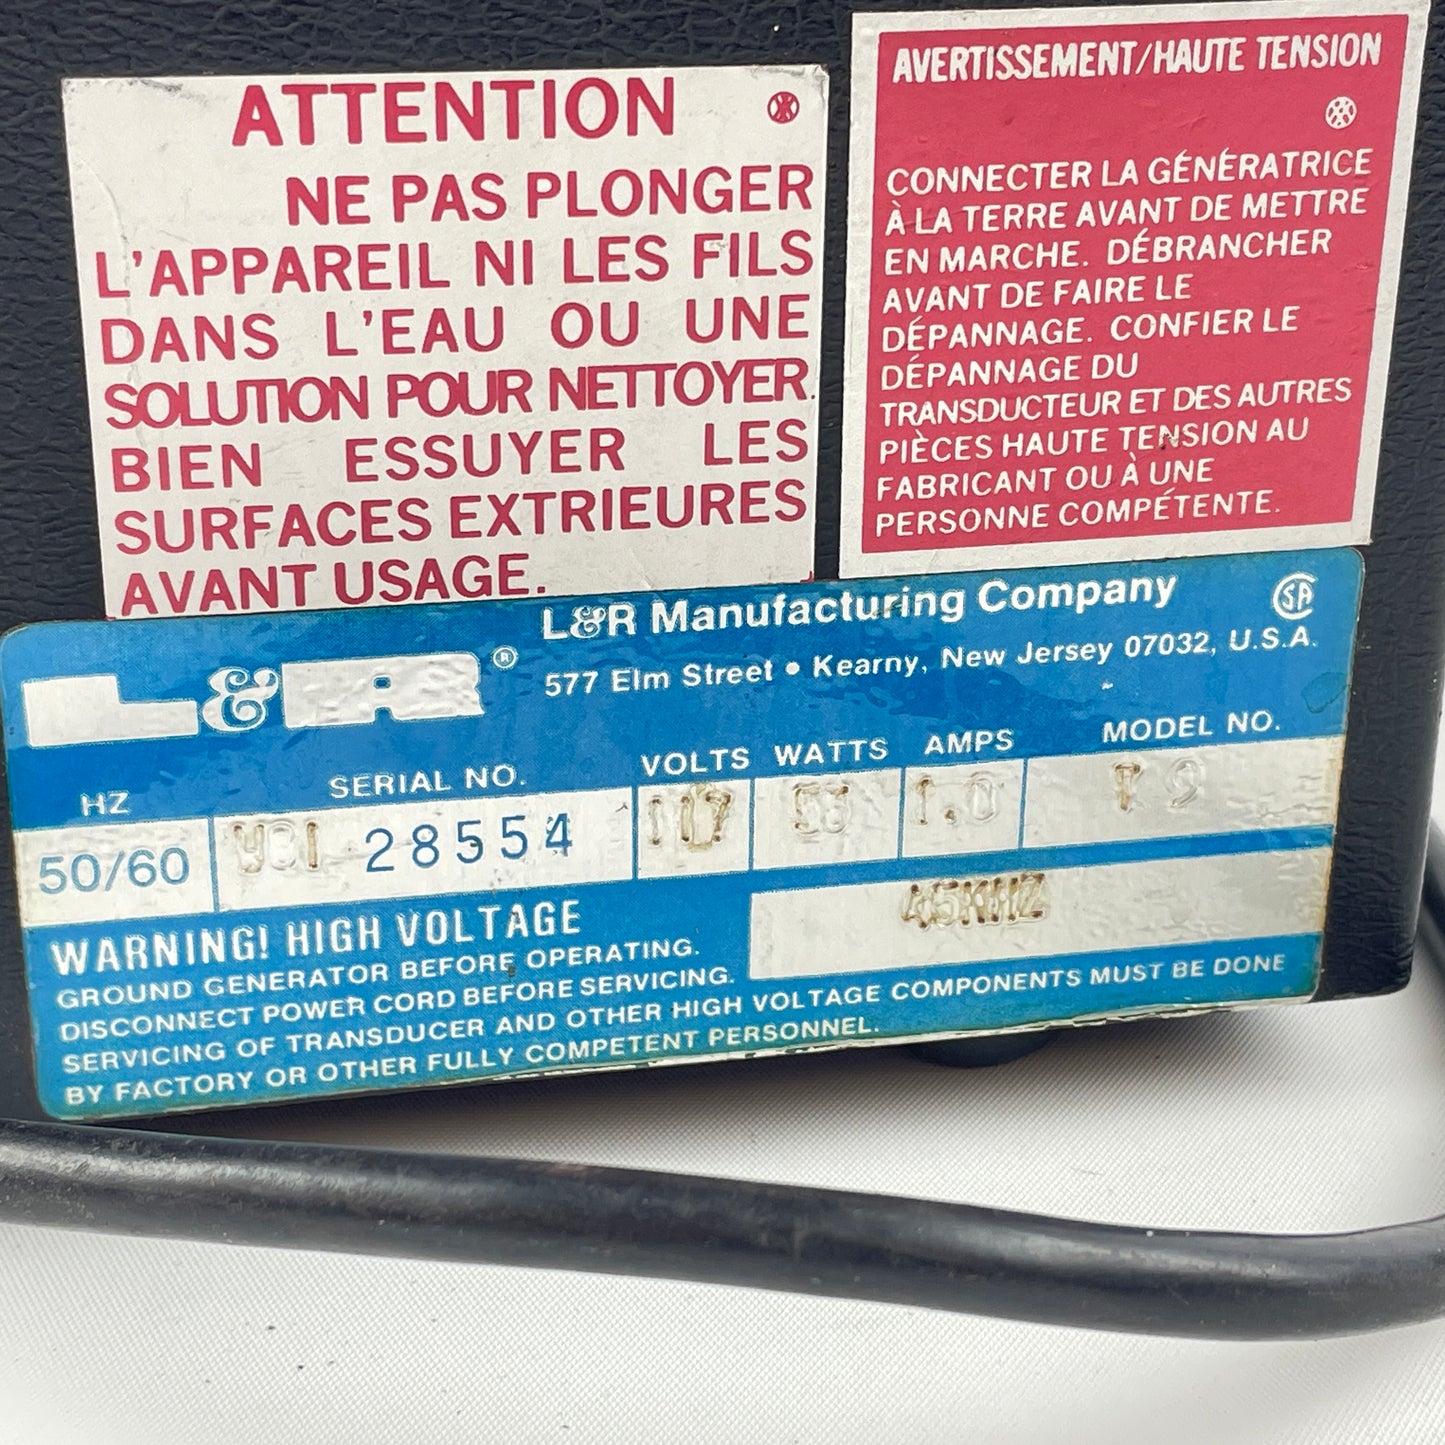 ATTENTION
NE PAS PLONGER
L'APPAREIL NI LES FILS
DANS L'EAU OU UNE
SOLUTION POUR NETTOYER.
BIEN ESSUYER LES
SURFACES EXTRIEURES
AVANT USAGE.
AVERTISSEMENT/HAUTE TENSION
CONNECTER LA GÉNÉRATRICE
À LA TERRE AVANT DE METTRE
EN MARCHE. DÉBRANCHER
AVANT DE FAIRE LE
DÉPANNAGE. CONFIER LE
DÉPANNAGE DU
TRANSDUCTEUR ET DES AUTRES
PIÈCES HAUTE TENSION AU
FABRICANT OU À UNE
PERSONNE COMPÉTENTE.
L&R®
L&R Manufacturing Company
577 Elm Street • Kearny, New Jersey 07032, U.S.A.
HZ SERIAL NO. VOLTS WATTS AMPS MODEL NO.
50/60 28554 117 1.0 T 9
45KHZ
WARNING! HIGH VOLTAGE
GROUND GENERATOR BEFORE OPERATING.
DISCONNECT POWER CORD BEFORE SERVICING.
SERVICING OF TRANSDUCER AND OTHER HIGH VOLTAGE COMPONENTS MUST BE DONE
BY FACTORY OR OTHER FULLY COMPETENT PERSONNEL.